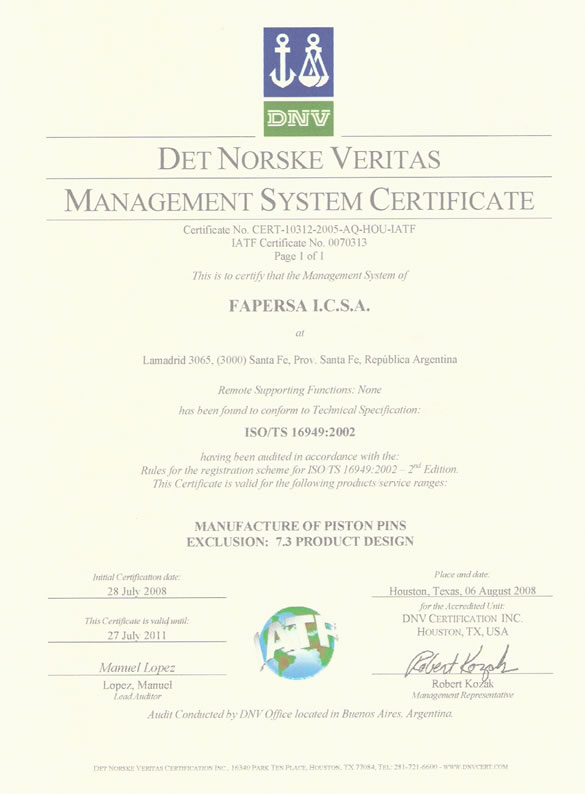 DNV
DET NORSKE VERITAS
MANAGEMENT SYSTEM CERTIFICATE
Certificate No. CERT-10312-2005-AQ-HOU-IATF
IATF Certificate No. 0070313
Page 1 of 1
This is to certify that the Management System of
FAPERSA I.C.S.A.
at
Lamadrid 3065, (3000) Santa Fe, Prov. Santa Fe, República Argentina
Remote Supporting Functions: None
has been found to conform to Technical Specification:
ISO/TS 16949:2002
having been audited in accordance with the:
Rules for the registration scheme for ISO TS 16949:2002 – 2nd Edition.
This Certificate is valid for the following products/service ranges:
MANUFACTURE OF PISTON PINS
EXCLUSION: 7.3 PRODUCT DESIGN
Initial Certification date:
28 July 2008
This Certificate is valid until:
27 July 2011
Manuel Lopez
Lopez, Manuel
Lead Auditor
IATF
Place and date:
Houston, Texas, 06 August 2008
for the Accredited Unit:
DNV CERTIFICATION INC.
HOUSTON, TX, USA
Robert Kozak
Robert Kozak
Management Representative
Audit Conducted by DNV Office located in Buenos Aires, Argentina.
DET NORSKE VERITAS CERTIFICATION INC., 16340 PARK TEN PLACE, HOUSTON, TX 77084, TEL: 281-721-6600 - WWW.DNVCERT.COM